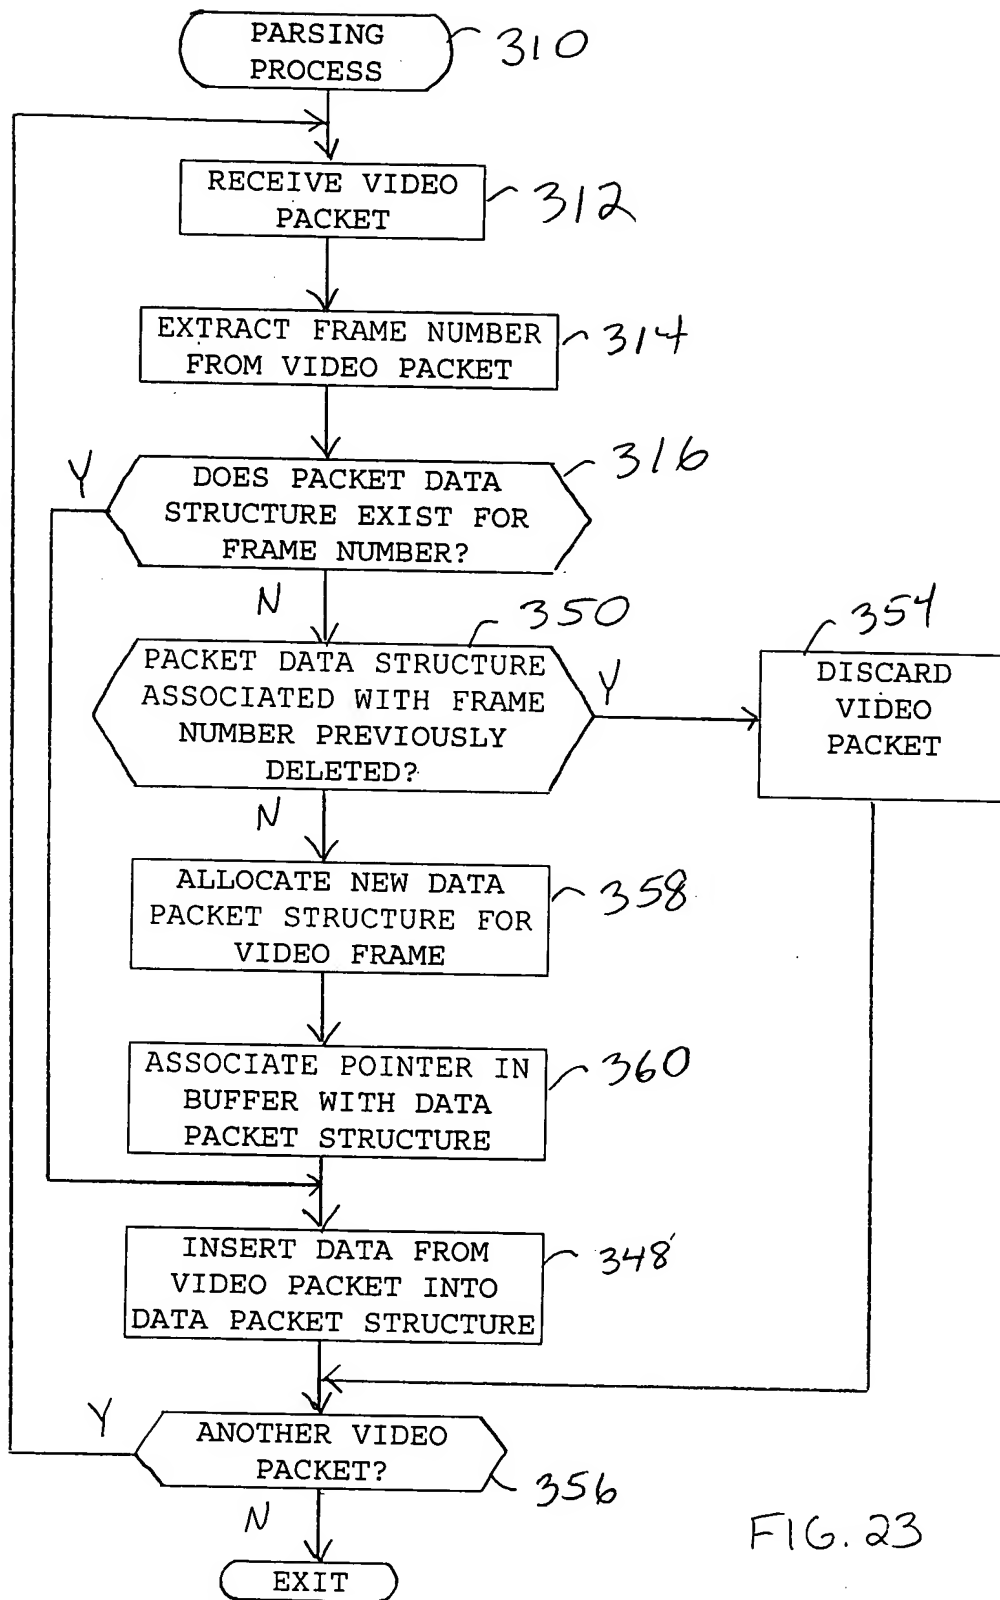 PARSING
PROCESS
310
RECEIVE VIDEO
PACKET
312
EXTRACT FRAME NUMBER
FROM VIDEO PACKET
314
DOES PACKET DATA
STRUCTURE EXIST FOR
FRAME NUMBER?
316
Y
N
PACKET DATA STRUCTURE
ASSOCIATED WITH FRAME
NUMBER PREVIOUSLY
DELETED?
350
Y
354
DISCARD
VIDEO
PACKET
N
ALLOCATE NEW DATA
PACKET STRUCTURE FOR
VIDEO FRAME
358
ASSOCIATE POINTER IN
BUFFER WITH DATA
PACKET STRUCTURE
360
INSERT DATA FROM
VIDEO PACKET INTO
DATA PACKET STRUCTURE
348
Y
ANOTHER VIDEO
PACKET?
356
N
EXIT
FIG. 23